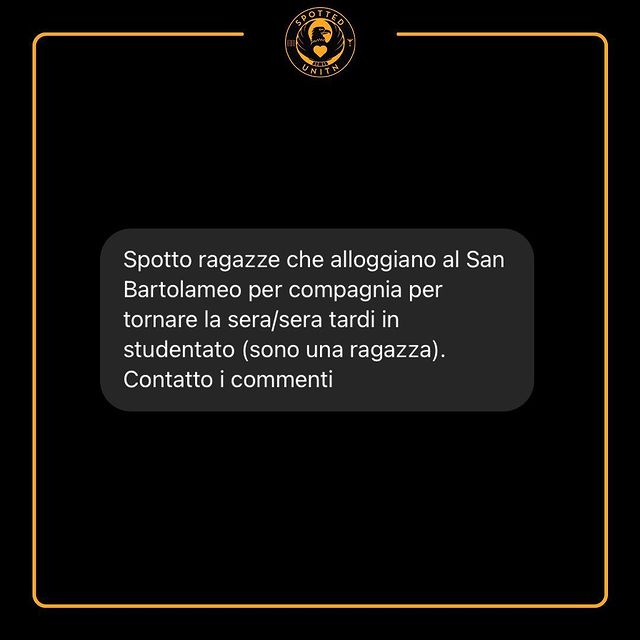 SPOTTED
UNITN
Spotto ragazze che alloggiano al San
Bartolameo per compagnia per
tornare la sera/sera tardi in
studentato (sono una ragazza).
Contatto i commenti